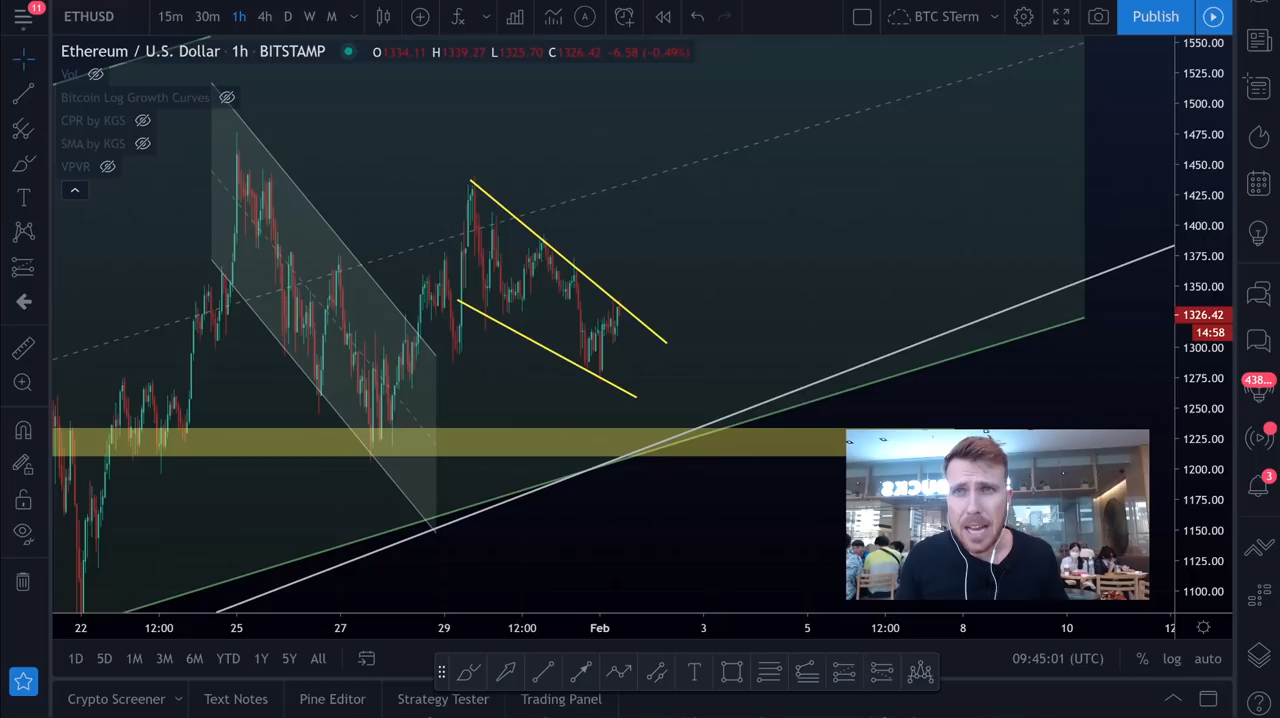 11
ETHUSD
15m 30m 1h 4h D W M
BTC STerm
Publish
Ethereum / U.S. Dollar · 1h · BITSTAMP
O1334.11 H1339.27 L1325.70 C1326.42 -6.58 (-0.49%)
Vol
Bitcoin Log Growth Curves
CPR by KGS
SMA by KGS
VPVR
1550.00
1525.00
1500.00
1475.00
1450.00
1425.00
1400.00
1375.00
1350.00
1326.42
14:58
1300.00
1275.00
1250.00
1225.00
1200.00
1175.00
1150.00
1125.00
1100.00
438...
3
22 12:00 25 27 29 12:00 Feb 3 5 12:00 8 10 12
1D 5D 1M 3M 6M YTD 1Y 5Y All
09:45:01 (UTC) % log auto
Crypto Screener Text Notes Pine Editor Strategy Tester Trading Panel